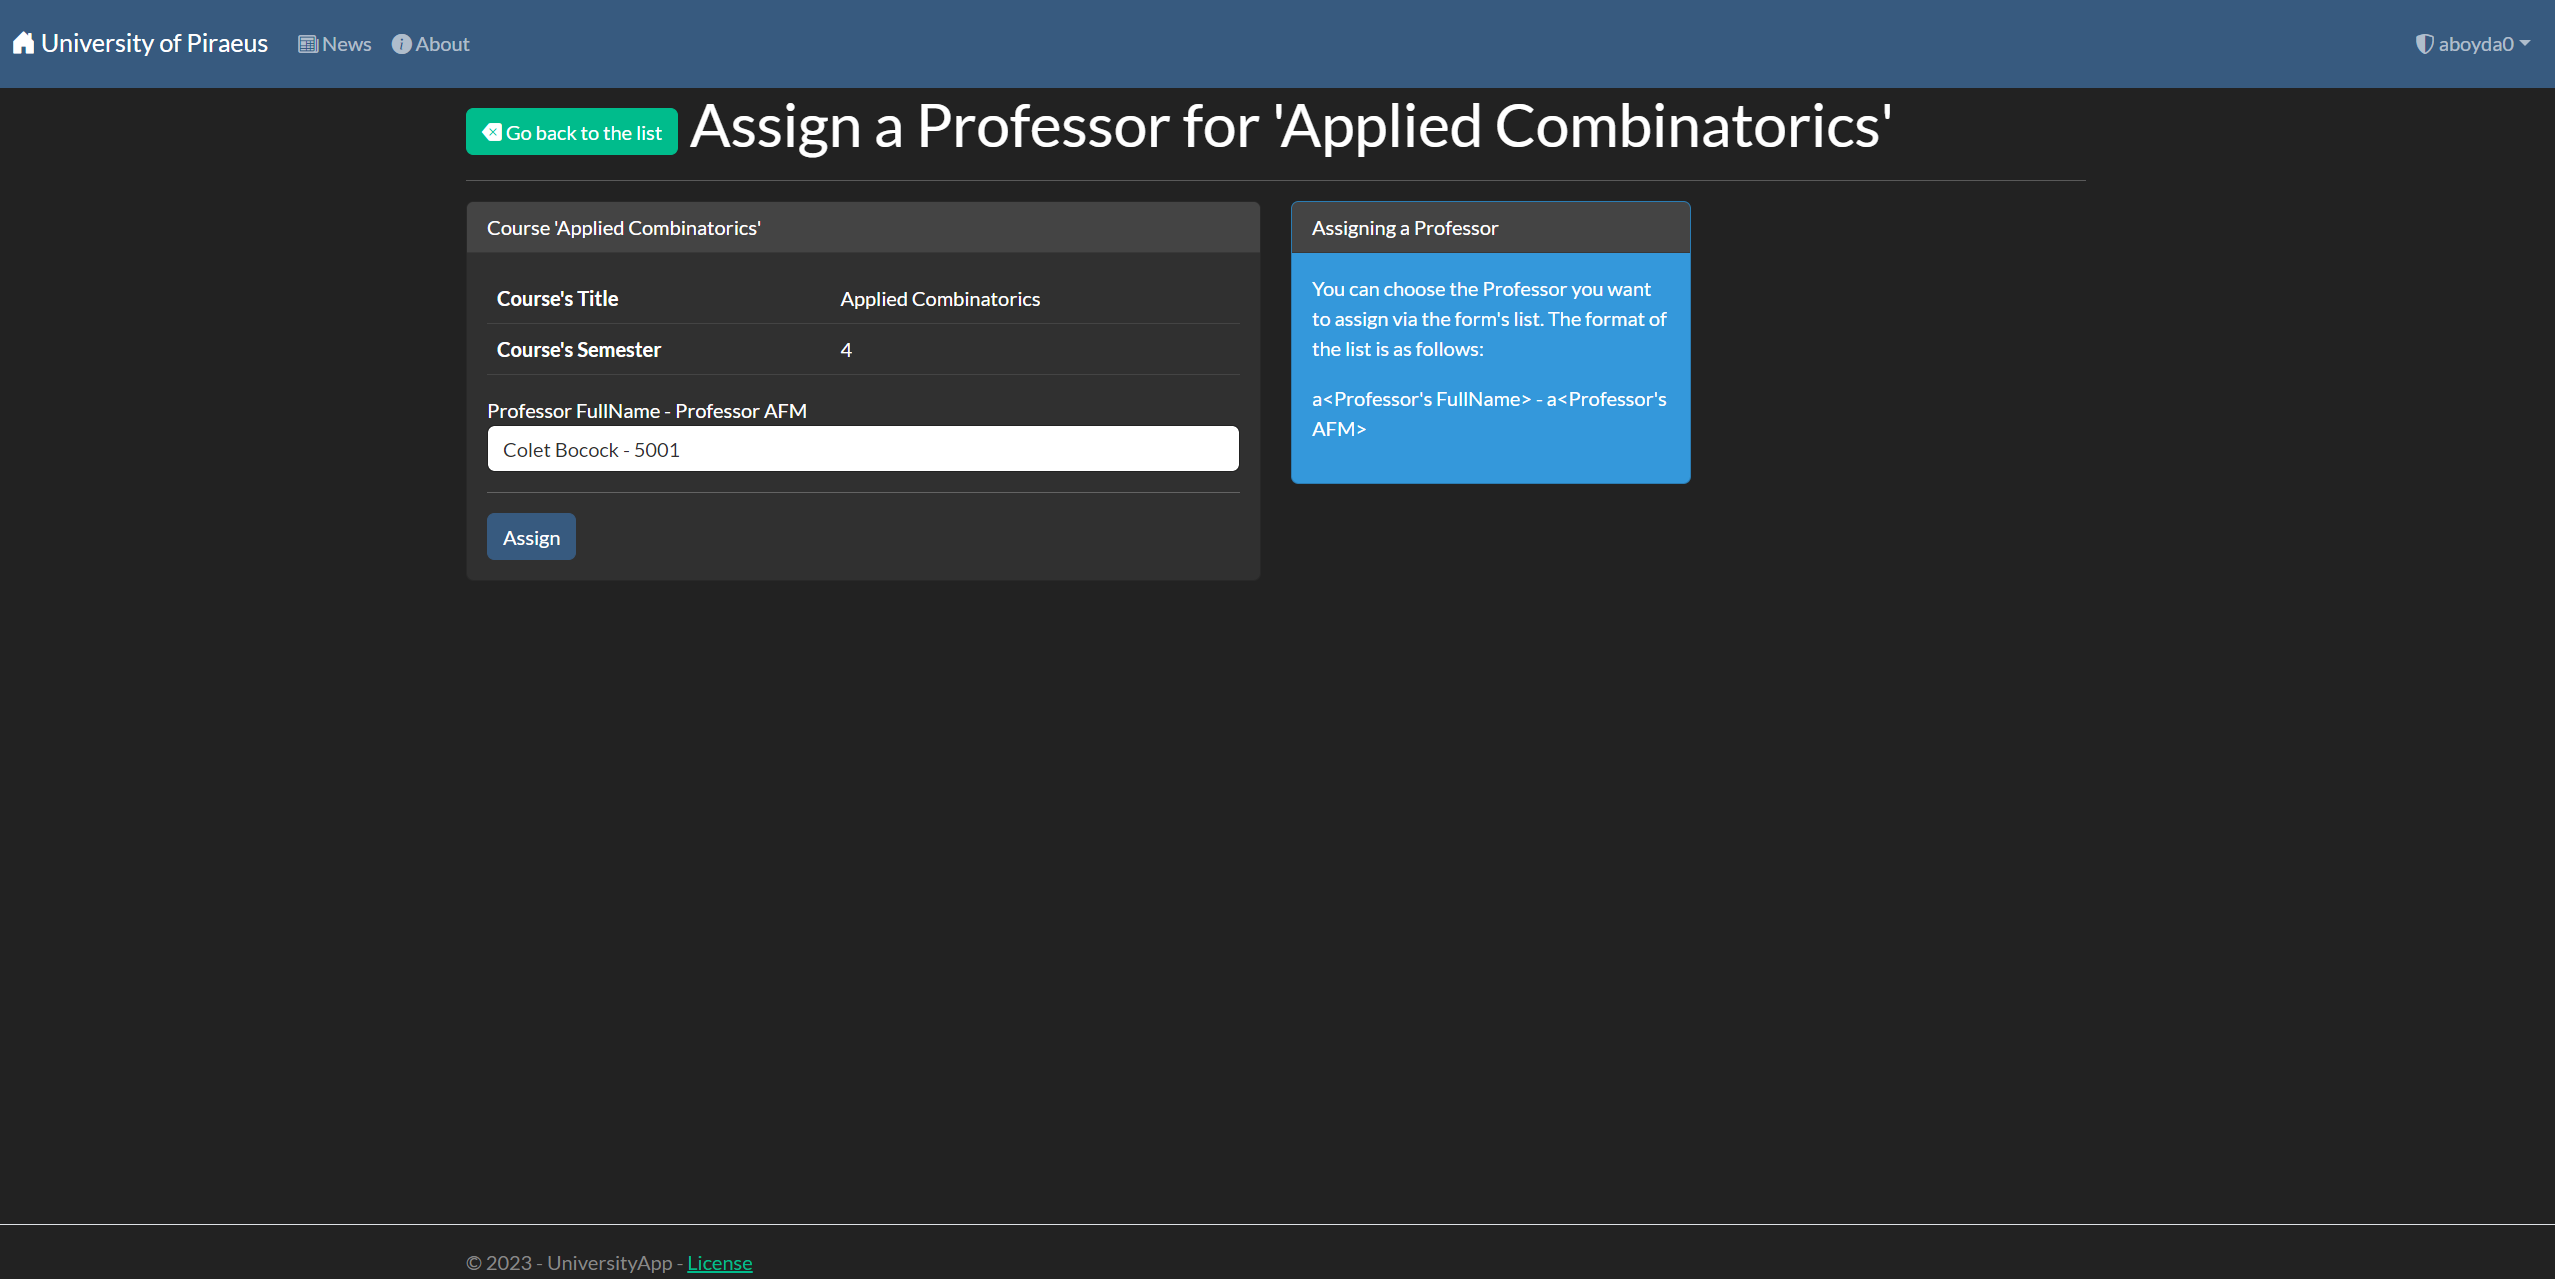 University of Piraeus News About aboyda0
Go back to the list Assign a Professor for 'Applied Combinatorics'
Course 'Applied Combinatorics'
Course's Title Applied Combinatorics
Course's Semester 4
Professor FullName - Professor AFM
Colet Bocock - 5001
Assign
Assigning a Professor
You can choose the Professor you want
to assign via the form's list. The format of
the list is as follows:
a<Professor's FullName> - a<Professor's
AFM>
© 2023 - UniversityApp - License